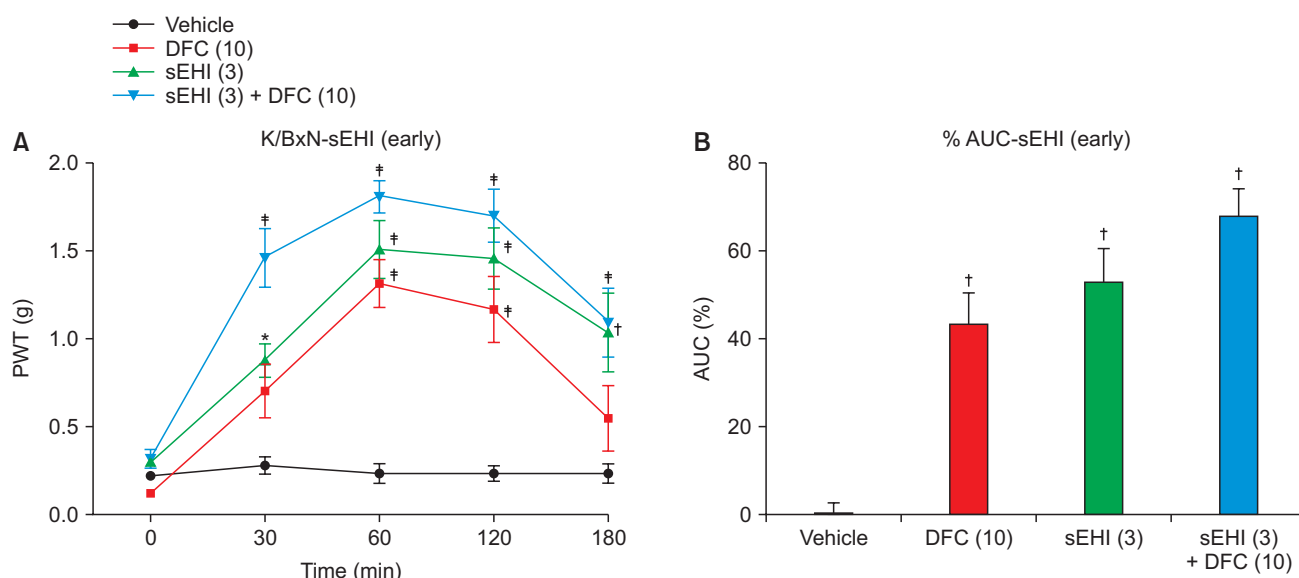 Vehicle
DFC (10)
sEHI (3)
sEHI (3) + DFC (10)
A
K/BxN-sEHI (early)
2.0
1.5
1.0
0.5
0.0
PWT (g)
ǂ
ǂ
ǂ
ǂ
ǂ
ǂ
ǂ
ǂ
*
†
0
30
60
120
180
Time (min)
B
% AUC-sEHI (early)
80
60
40
20
0
AUC (%)
†
†
†
Vehicle
DFC (10)
sEHI (3)
sEHI (3)
+ DFC (10)